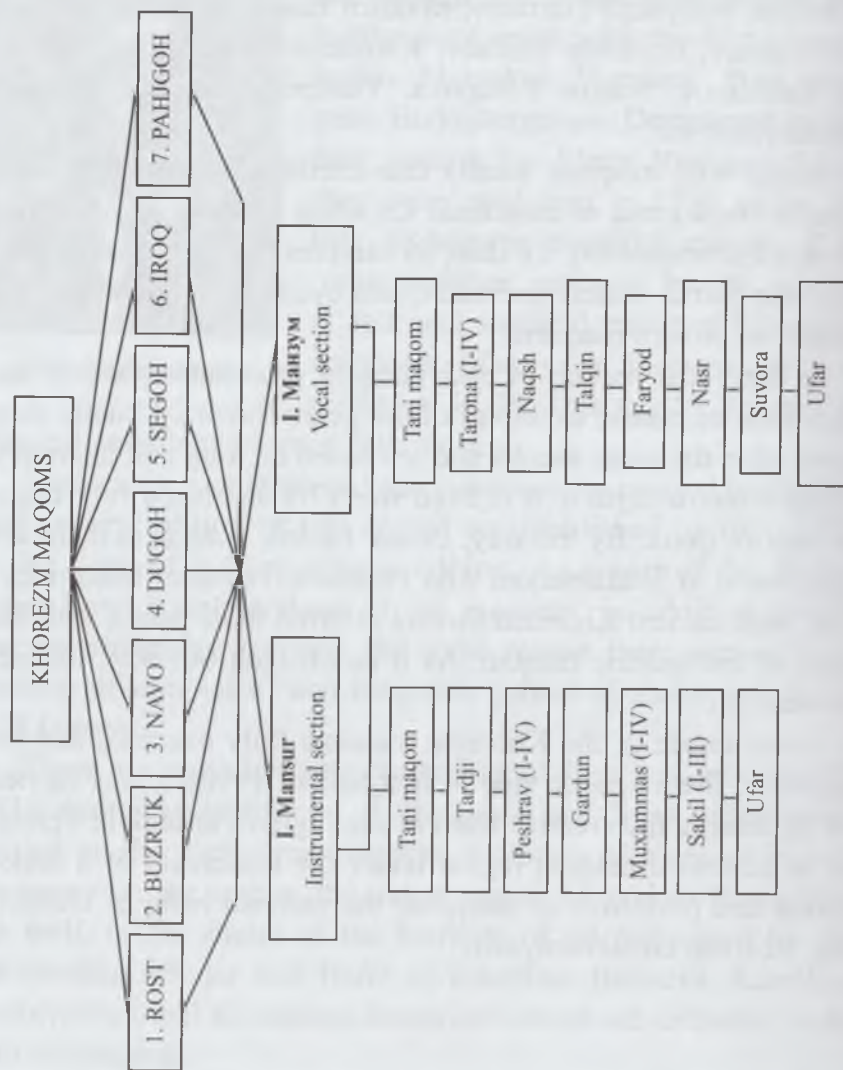 KHOREZM MAQOMS
1. ROST
2. BUZRUK
3. NAVO
4. DUGOH
5. SEGOH
6. IROQ
7. PAHJGOH
I. Mansur
Instrumental section
Tani maqom
Tardji
Peshrav (I-IV)
Gardun
Muxammas (I-IV)
Sakil (I-III)
Ufar
I. Манзум
Vocal section
Tani maqom
Tarona (I-IV)
Naqsh
Talqin
Faryod
Nasr
Suvora
Ufar